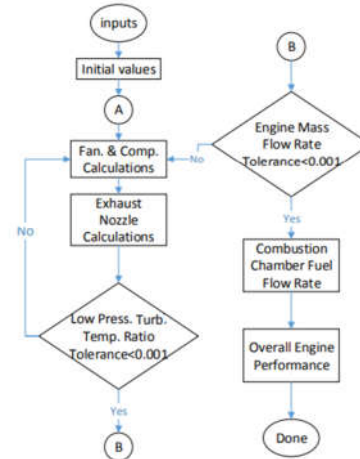 inputs
Initial values
A
Fan. & Comp.
Calculations
Exhaust
Nozzle
Calculations
No
Low Press. Turb.
Temp. Ratio
Tolerance<0.001
Yes
B
B
Engine Mass
Flow Rate
Tolerance<0.001
No
Yes
Combustion
Chamber Fuel
Flow Rate
Overall Engine
Performance
Done